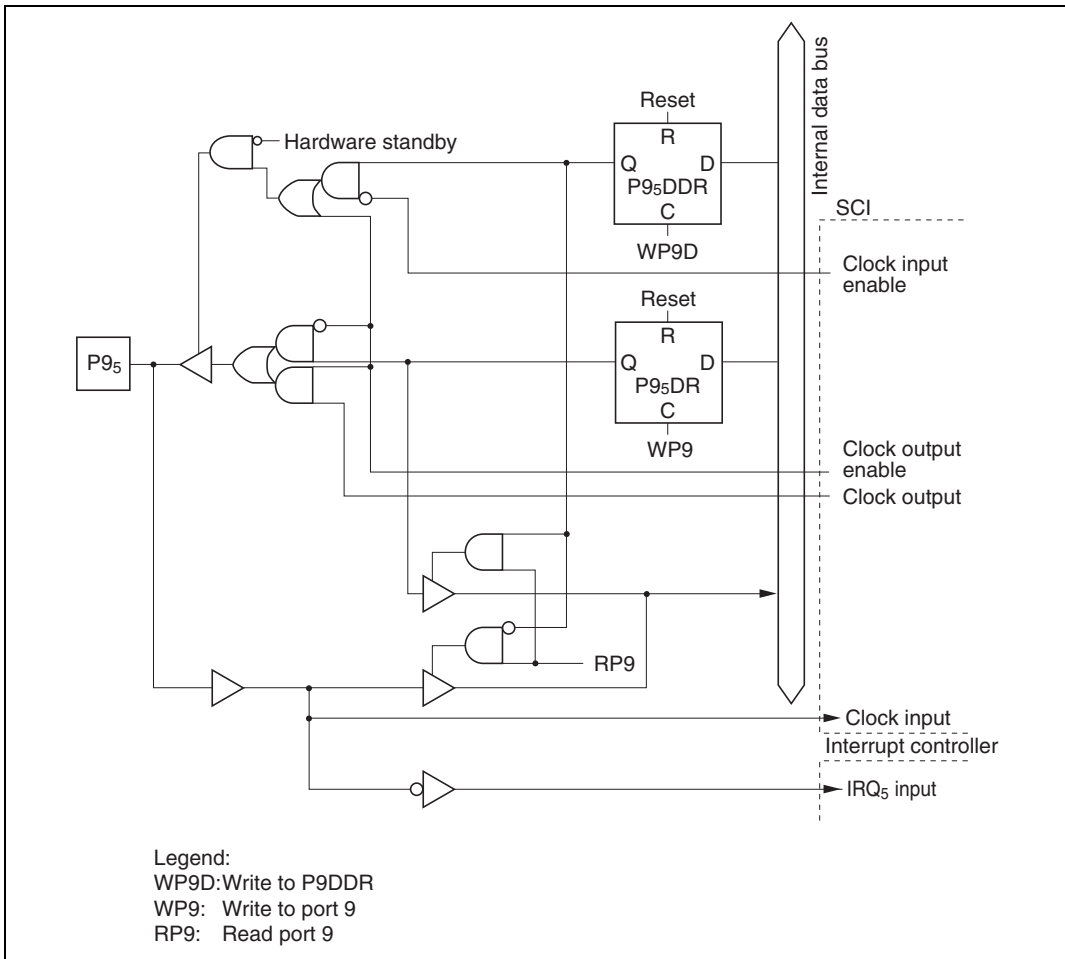 Internal data bus
Reset
R
Hardware standby
Q D
P9₅DDR
C
SCI
WP9D
Clock input
enable
Reset
R
P9₅
Q D
P9₅DR
C
WP9
Clock output
enable
Clock output
RP9
Clock input
Interrupt controller
IRQ₅ input
Legend:
WP9D:Write to P9DDR
WP9: Write to port 9
RP9: Read port 9